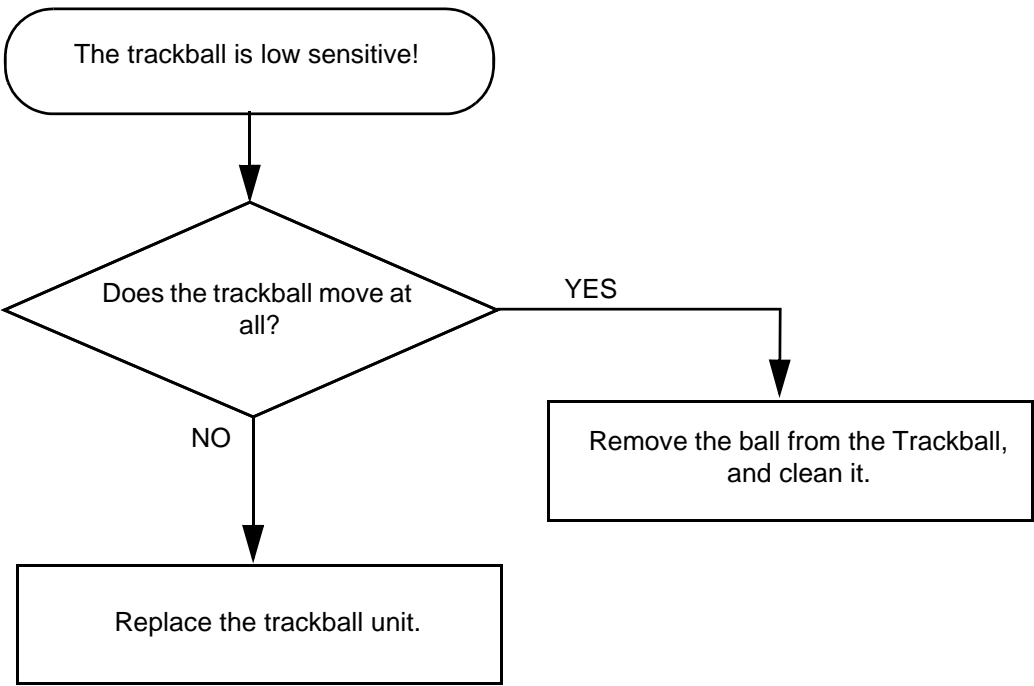 The trackball is low sensitive!
Does the trackball move at
all?
YES
NO
Remove the ball from the Trackball,
and clean it.
Replace the trackball unit.